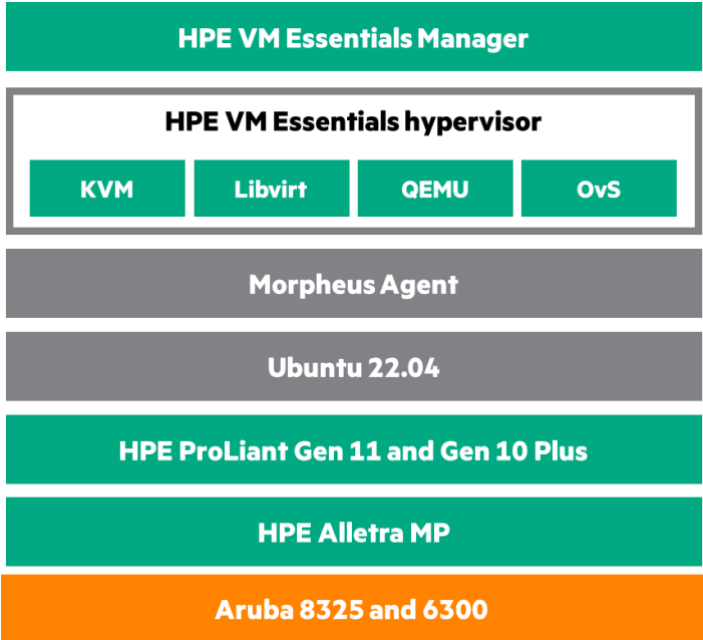 HPE VM Essentials Manager
HPE VM Essentials hypervisor
KVM Libvirt QEMU OvS
Morpheus Agent
Ubuntu 22.04
HPE ProLiant Gen 11 and Gen 10 Plus
HPE Alletra MP
Aruba 8325 and 6300